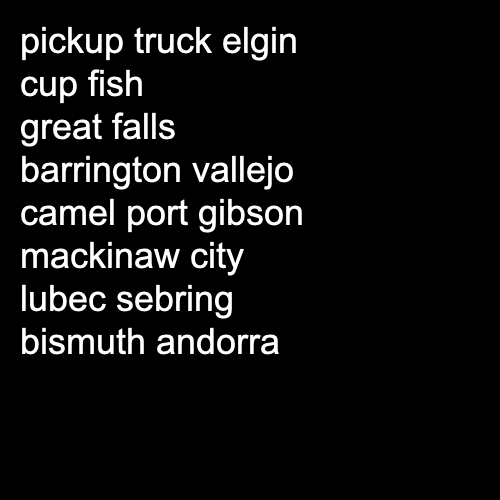 pickup truck elgin
cup fish
great falls
barrington vallejo
camel port gibson
mackinaw city
lubec sebring
bismuth andorra